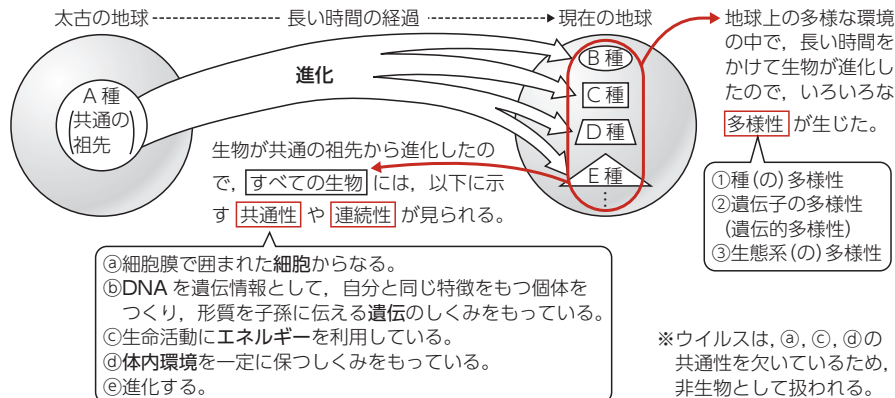 太古の地球
長い時間の経過
現在の地球
A 種
(共通の
祖先)
進化
B 種
C 種
D 種
E 種
⋮
地球上の多様な環境
の中で，長い時間を
かけて生物が進化し
たので，いろいろな
多様性 が生じた。
①種(の)多様性
②遺伝子の多様性
(遺伝的多様性)
③生態系(の)多様性
生物が共通の祖先から進化したの
で，すべての生物 には，以下に示
す 共通性 や 連続性 が見られる。
ⓐ細胞膜で囲まれた細胞からなる。
ⓑDNA を遺伝情報として，自分と同じ特徴をもつ個体を
つくり，形質を子孫に伝える遺伝のしくみをもっている。
ⓒ生命活動にエネルギーを利用している。
ⓓ体内環境を一定に保つしくみをもっている。
ⓔ進化する。
※ウイルスは，ⓐ，ⓒ，ⓓの
共通性を欠いているため，
非生物として扱われる。